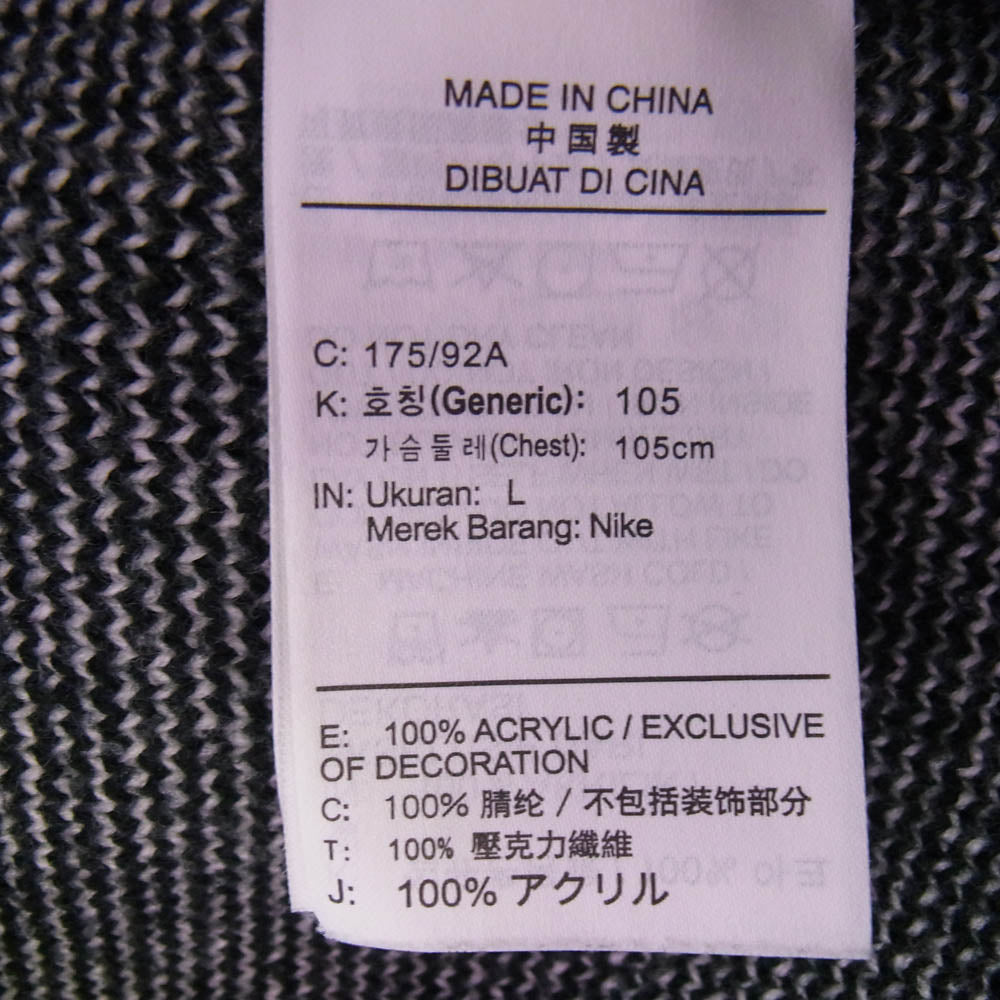 MADE IN CHINA
中国製
DIBUAT DI CINA
C: 175/92A
K: 호칭(Generic): 105
가슴둘레(Chest): 105cm
IN: Ukuran: L
Merek Barang: Nike
E: 100% ACRYLIC / EXCLUSIVE
OF DECORATION
C: 100% 腈纶 / 不包括装饰部分
T: 100% 壓克力纖維
J: 100% アクリル